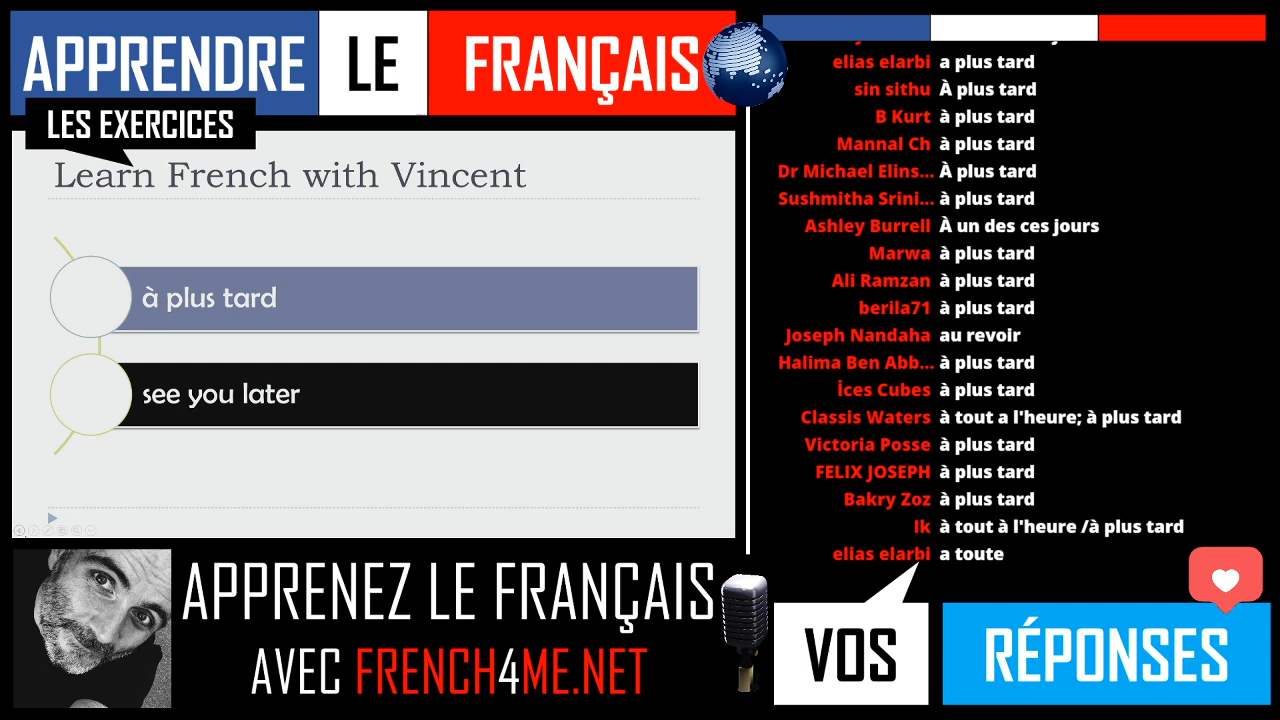 APPRENDRE LE FRANÇAIS
LES EXERCICES
Learn French with Vincent
à plus tard
see you later
APPRENEZ LE FRANÇAIS
AVEC FRENCH4ME.NET
elias elarbi a plus tard
sin sithu À plus tard
B Kurt à plus tard
Mannal Ch à plus tard
Dr Michael Elins... À plus tard
Sushmitha Srini... à plus tard
Ashley Burrell À un des ces jours
Marwa à plus tard
Ali Ramzan à plus tard
berila71 à plus tard
Joseph Nandaha au revoir
Halima Ben Abb... à plus tard
İces Cubes à plus tard
Classis Waters à tout a l'heure; à plus tard
Victoria Posse à plus tard
FELIX JOSEPH à plus tard
Bakry Zoz à plus tard
Ik à tout à l'heure /à plus tard
elias elarbi a toute
VOS RÉPONSES